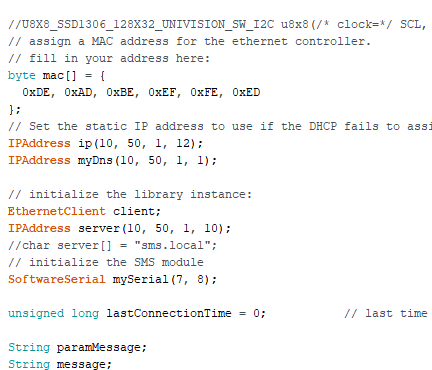 //U8X8_SSD1306_128X32_UNIVISION_SW_I2C u8x8(/* clock=*/ SCL,
// assign a MAC address for the ethernet controller.
// fill in your address here:
byte mac[] = {
  0xDE, 0xAD, 0xBE, 0xEF, 0xFE, 0xED
};
// Set the static IP address to use if the DHCP fails to assi
IPAddress ip(10, 50, 1, 12);
IPAddress myDns(10, 50, 1, 1);

// initialize the library instance:
EthernetClient client;
IPAddress server(10, 50, 1, 10);
//char server[] = "sms.local";
// initialize the SMS module
SoftwareSerial mySerial(7, 8);

unsigned long lastConnectionTime = 0;           // last time

String paramMessage;
String message;